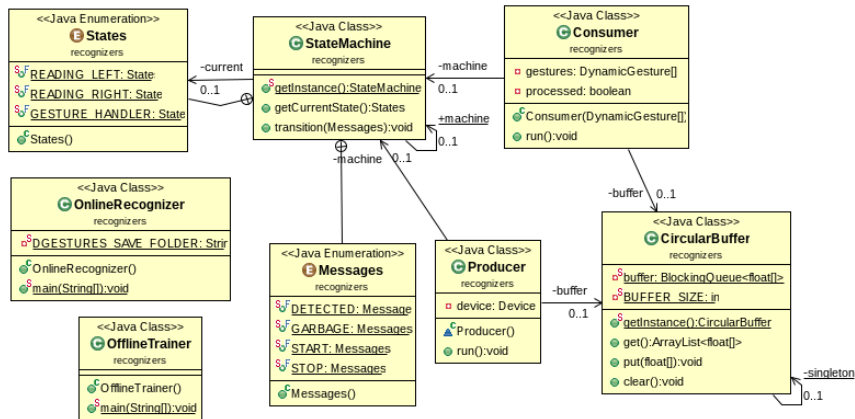 <<Java Enumeration>>
States
recognizers
READING_LEFT: State
READING_RIGHT: State
GESTURE_HANDLER: State
States()
-current
0..1
<<Java Class>>
StateMachine
recognizers
getInstance():StateMachine
getCurrentState():States
transition(Messages):void
-machine
0..1
+machine
0..1
<<Java Class>>
Consumer
recognizers
gestures: DynamicGesture[]
processed: boolean
Consumer(DynamicGesture[])
run():void
-machine
0..1
-buffer
0..1
<<Java Class>>
OnlineRecognizer
recognizers
DGESTURES_SAVE_FOLDER: Strin
OnlineRecognizer()
main(String[]):void
<<Java Enumeration>>
Messages
recognizers
DETECTED: Message
GARBAGE: Messages
START: Messages
STOP: Messages
Messages()
<<Java Class>>
Producer
recognizers
device: Device
Producer()
run():void
-buffer
0..1
<<Java Class>>
CircularBuffer
recognizers
buffer: BlockingQueue<float[]>
BUFFER_SIZE: in
getInstance():CircularBuffer
get():ArrayList<float[]>
put(float[]):void
clear():void
-singleton
0..1
<<Java Class>>
OfflineTrainer
recognizers
OfflineTrainer()
main(String[]):void